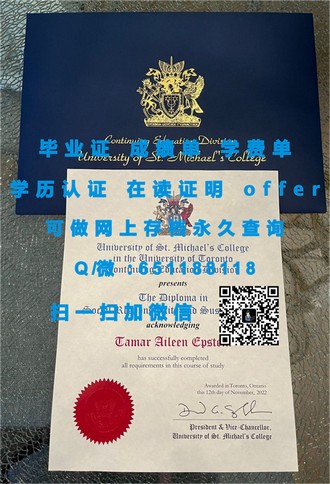 Continuing Education Division
毕业证 成绩单 学费单
University of St. Michael's College
学历认证 在读证明 offer
可做网上存档永久查询
University of St. Michael's College
in the University of Toronto
Continuing Education Division
Q/微:651188118
presents
The Diploma in
扫一扫加微信
acknowledging
Tamar Aileen
has successfully completed
all requirements in this course of study
Awarded in Toronto, Ontario
this 12th day of November, 2022
President & Vice-Chancellor,
University of St. Michael's College